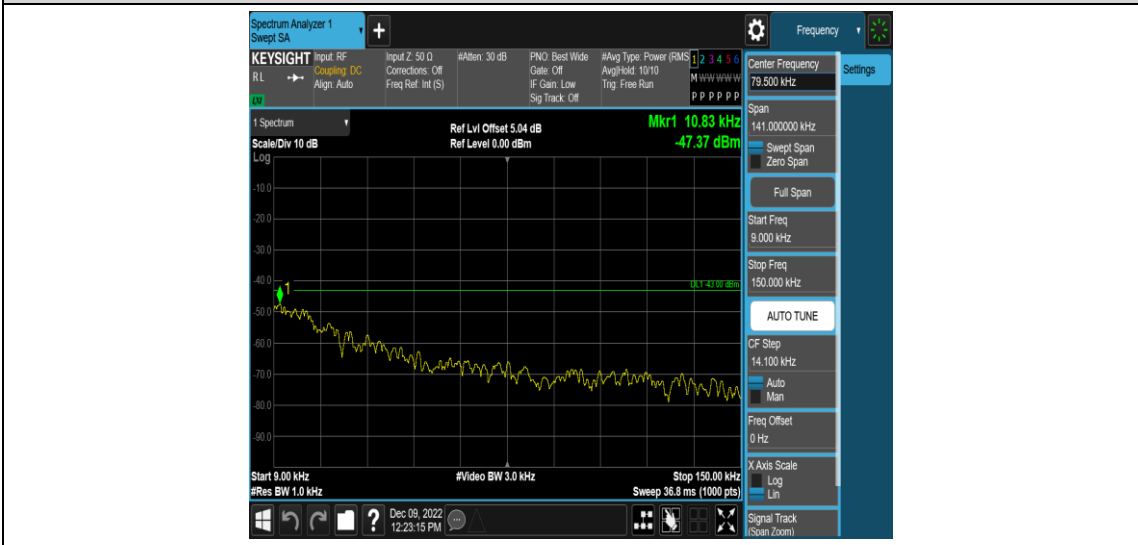 Spectrum Analyzer 1
Swept SA
+
Frequency
KEYSIGHT
RL
LXI
Input: RF
Coupling: DC
Align: Auto
Input Z: 50 Ω
Corrections: Off
Freq Ref: Int (S)
#Atten: 30 dB
PNO: Best Wide
Gate: Off
IF Gain: Low
Sig Track: Off
#Avg Type: Power (RMS
Avg|Hold: 10/10
Trig: Free Run
1 2 3 4 5 6
M W W W W W
P P P P P P
1 Spectrum
Scale/Div 10 dB
Log
Ref Lvl Offset 5.04 dB
Ref Level 0.00 dBm
Mkr1 10.83 kHz
-47.37 dBm
-10.0
-20.0
-30.0
-40.0
-50.0
-60.0
-70.0
-80.0
-90.0
1
DL1 -43.00 dBm
Start 9.00 kHz
#Res BW 1.0 kHz
#Video BW 3.0 kHz
Stop 150.00 kHz
Sweep 36.8 ms (1000 pts)
Center Frequency
79.500 kHz
Span
141.000000 kHz
Swept Span
Zero Span
Full Span
Start Freq
9.000 kHz
Stop Freq
150.000 kHz
AUTO TUNE
CF Step
14.100 kHz
Auto
Man
Freq Offset
0 Hz
X Axis Scale
Log
Lin
Signal Track
(Span Zoom)
Settings
?
Dec 09, 2022
12:23:15 PM